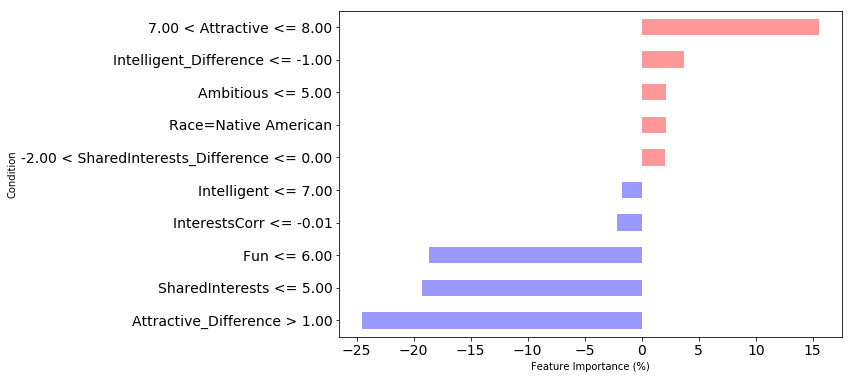 7.00 < Attractive <= 8.00
Intelligent_Difference <= -1.00
Ambitious <= 5.00
Race=Native American
-2.00 < SharedInterests_Difference <= 0.00
Intelligent <= 7.00
InterestsCorr <= -0.01
Fun <= 6.00
SharedInterests <= 5.00
Attractive_Difference > 1.00
Condition
−25 −20 −15 −10 −5 0 5 10 15
Feature Importance (%)